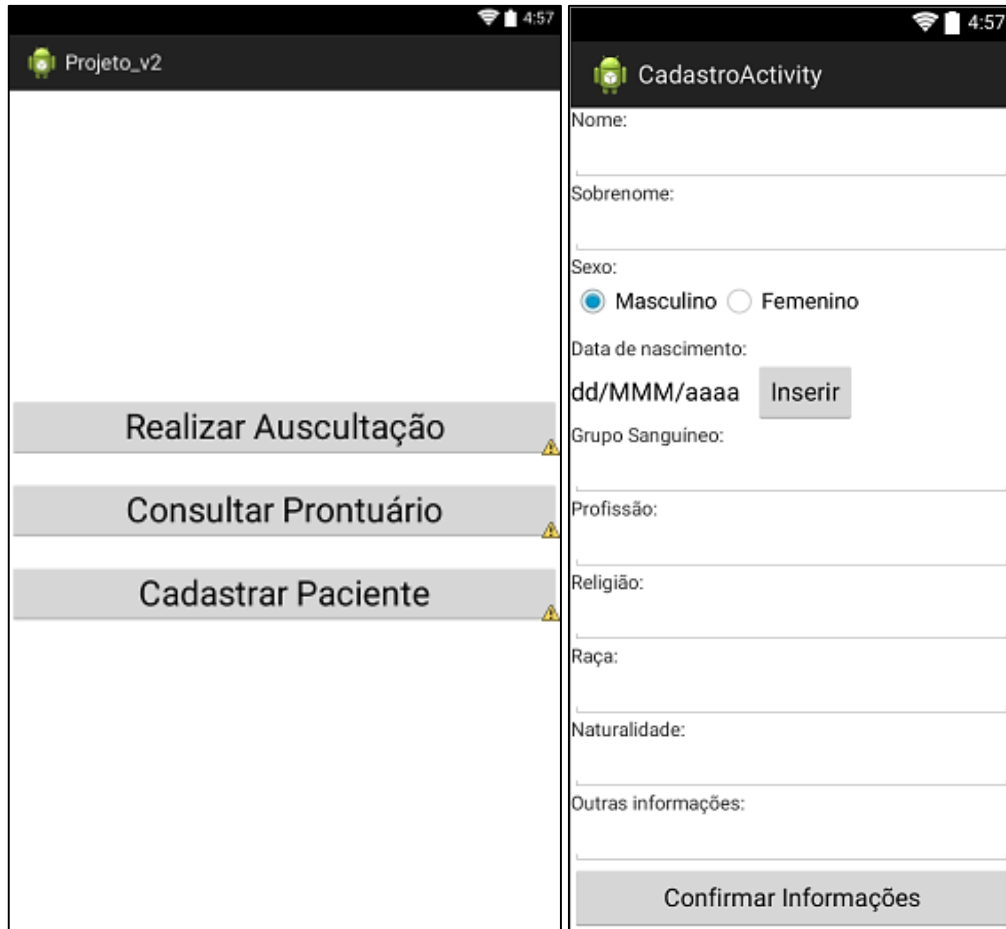 4:57
Projeto_v2
Realizar Auscultação
Consultar Prontuário
Cadastrar Paciente
4:57
CadastroActivity
Nome:
Sobrenome:
Sexo:
Masculino Femenino
Data de nascimento:
dd/MMM/aaaa Inserir
Grupo Sanguíneo:
Profissão:
Religião:
Raça:
Naturalidade:
Outras informações:
Confirmar Informações